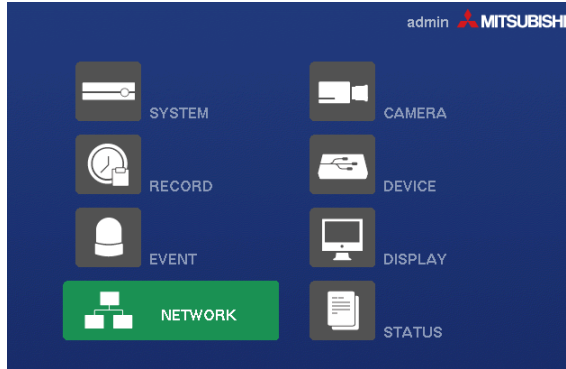 admin MITSUBISHI
SYSTEM CAMERA
RECORD DEVICE
EVENT DISPLAY
NETWORK
STATUS